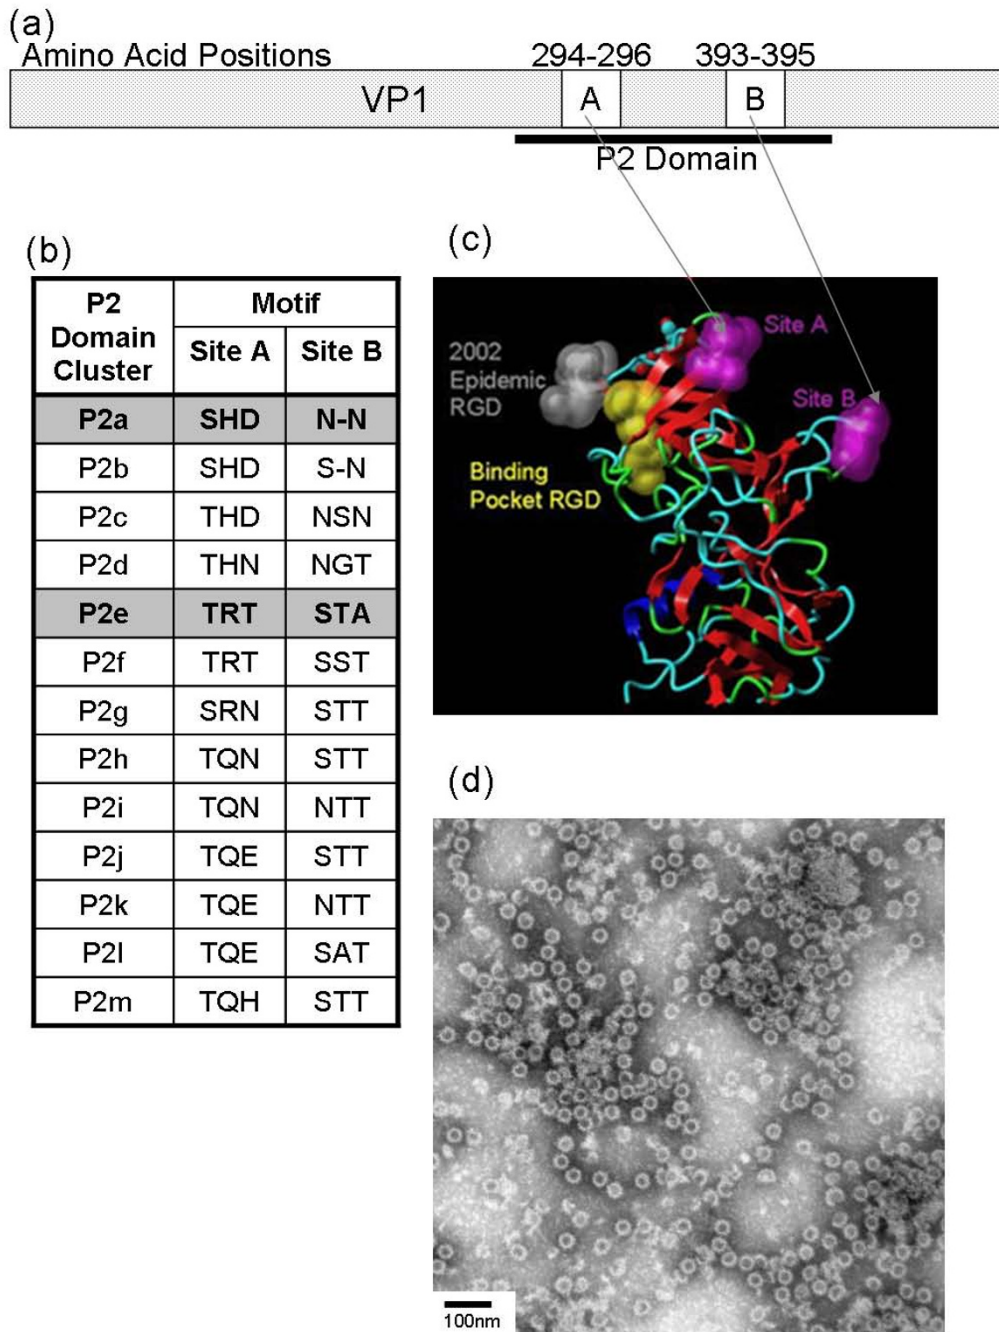 (a)
Amino Acid Positions 294-296 393-395
VP1 A B
P2 Domain
(b)
P2 Domain Cluster Motif
Site A Site B
P2a SHD N-N
P2b SHD S-N
P2c THD NSN
P2d THN NGT
P2e TRT STA
P2f TRT SST
P2g SRN STT
P2h TQN STT
P2i TQN NTT
P2j TQE STT
P2k TQE NTT
P2l TQE SAT
P2m TQH STT
(c)
Site A
2002
Epidemic
RGD
Site B
Binding
Pocket RGD
(d)
100nm